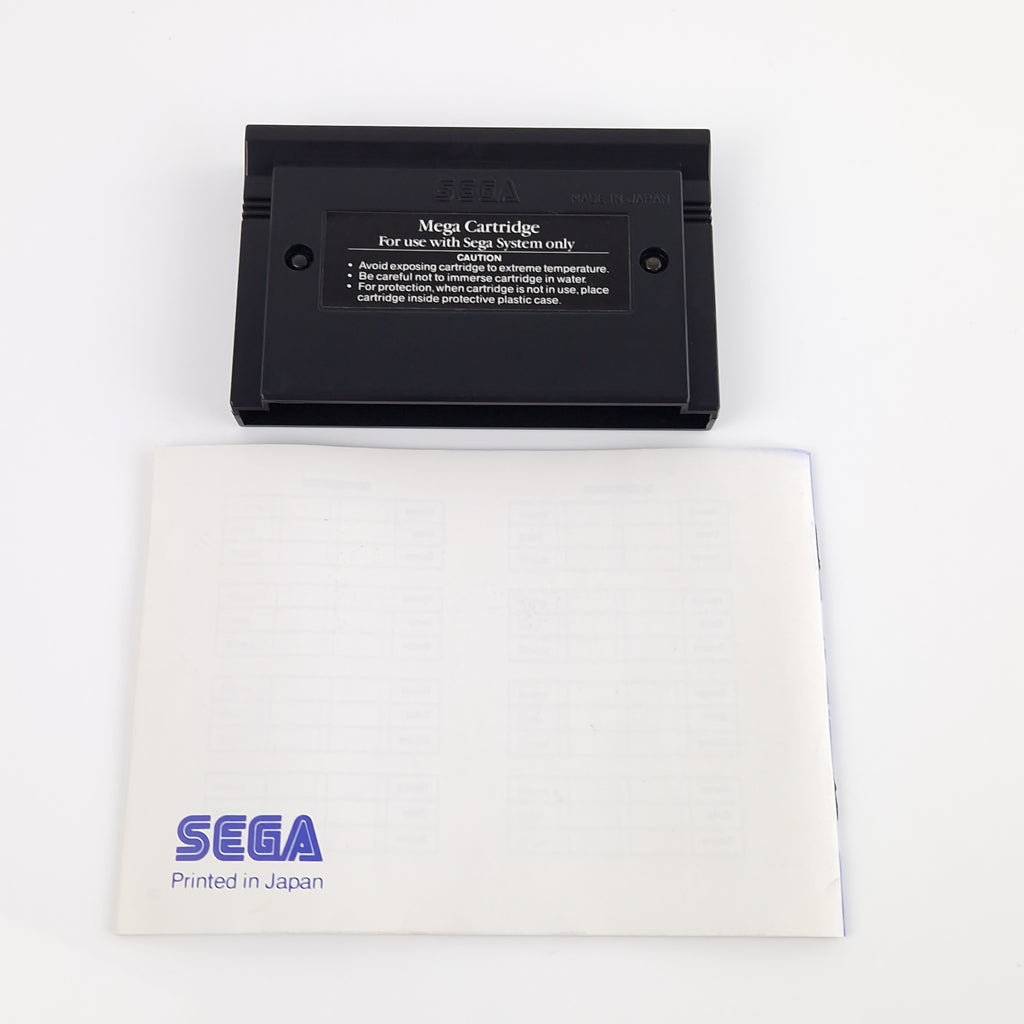 SEGA
MADE IN JAPAN
Mega Cartridge
For use with Sega System only
CAUTION
• Avoid exposing cartridge to extreme temperature.
• Be careful not to immerse cartridge in water.
• For protection, when cartridge is not in use, place
cartridge inside protective plastic case.
SEGA
Printed in Japan